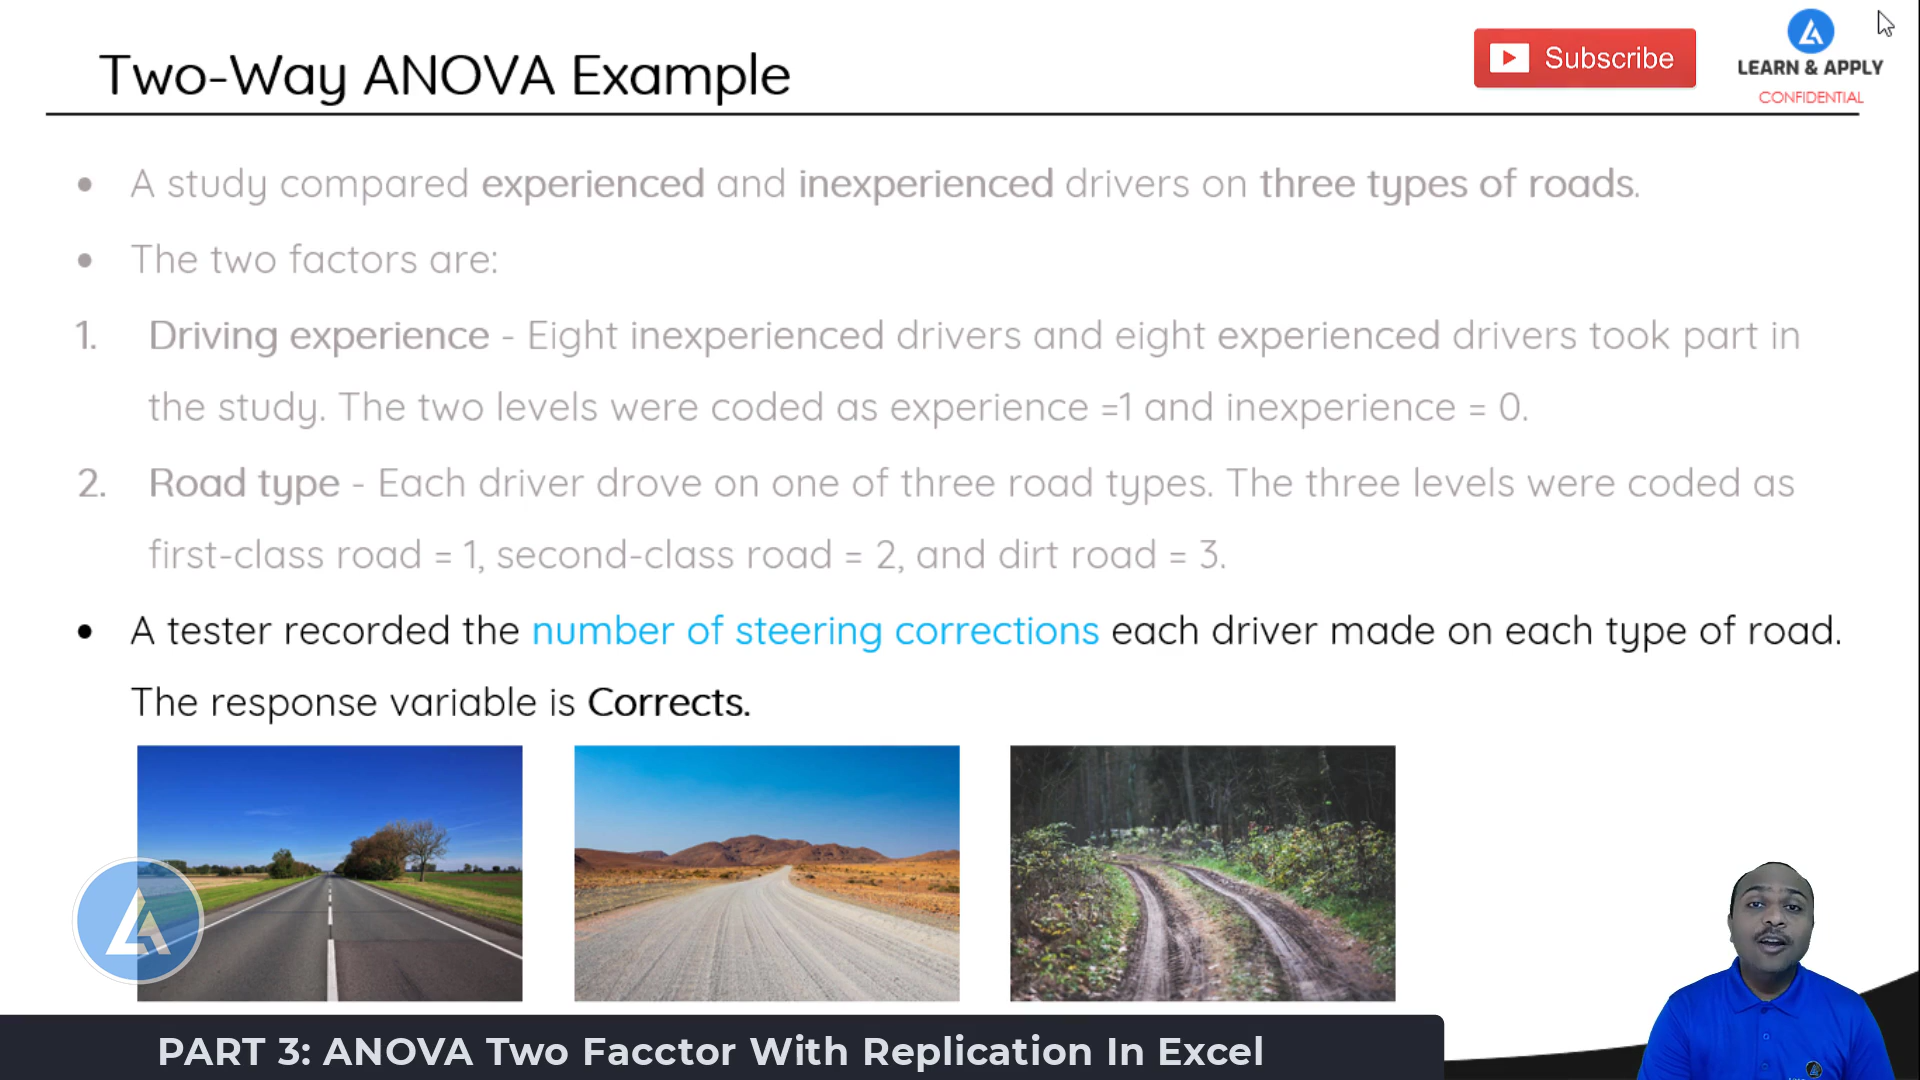 Two-Way ANOVA Example
Subscribe
LEARN & APPLY
CONFIDENTIAL
• A study compared experienced and inexperienced drivers on three types of roads.
• The two factors are:
1. Driving experience - Eight inexperienced drivers and eight experienced drivers took part in
the study. The two levels were coded as experience =1 and inexperience = 0.
2. Road type - Each driver drove on one of three road types. The three levels were coded as
first-class road = 1, second-class road = 2, and dirt road = 3.
• A tester recorded the number of steering corrections each driver made on each type of road.
The response variable is Corrects.
PART 3: ANOVA Two Facctor With Replication In Excel